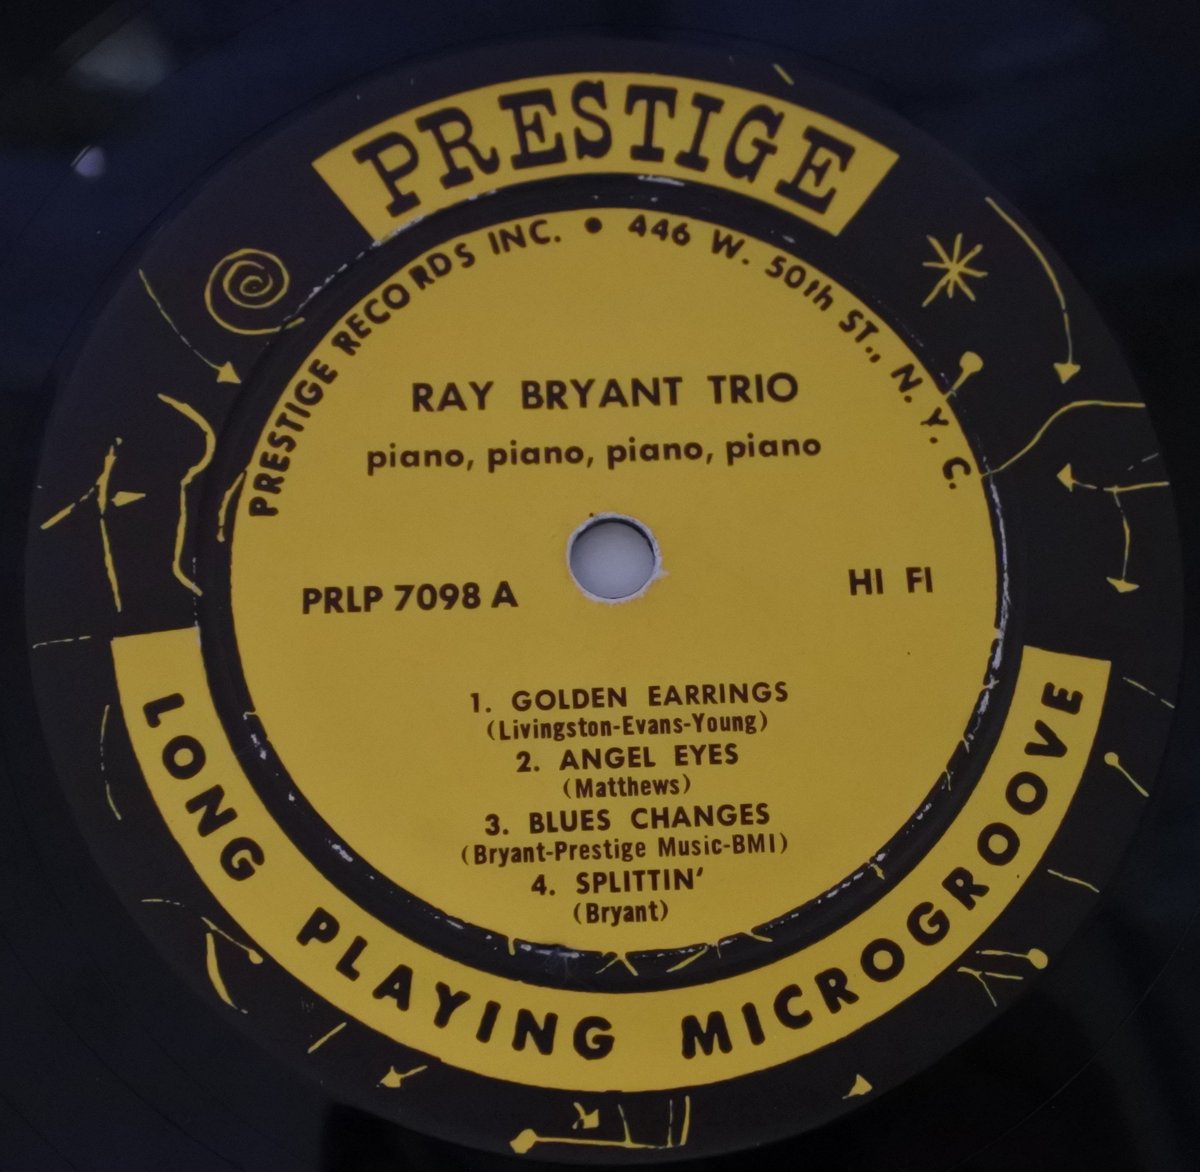 PRESTIGE
PRESTIGE RECORDS INC. • 446 W. 50th ST., N. Y. C.
RAY BRYANT TRIO
piano, piano, piano, piano
PRLP 7098 A
HI FI
1. GOLDEN EARRINGS
(Livingston-Evans-Young)
2. ANGEL EYES
(Matthews)
3. BLUES CHANGES
(Bryant-Prestige Music-BMI)
4. SPLITTIN'
(Bryant)
LONG PLAYING MICROGROOVE